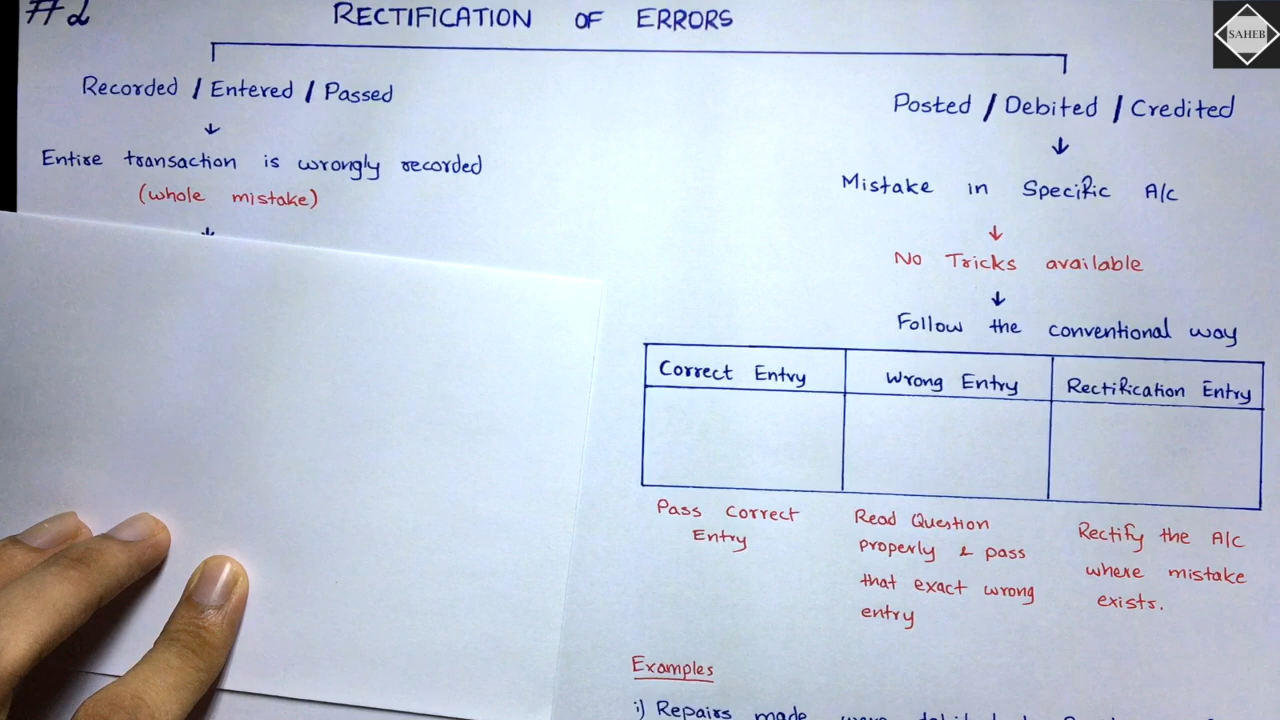 #2
RECTIFICATION OF ERRORS
SAHEB
Recorded / Entered / Passed
Entire transaction is wrongly recorded
(whole mistake)
Posted / Debited / Credited
Mistake in Specific A/c
No Tricks available
Follow the conventional way
Correct Entry
Wrong Entry
Rectification Entry
Pass Correct
Entry
Read Question
properly & pass
that exact wrong
entry
Rectify the A/c
where mistake
exists.
Examples
i) Repairs made were